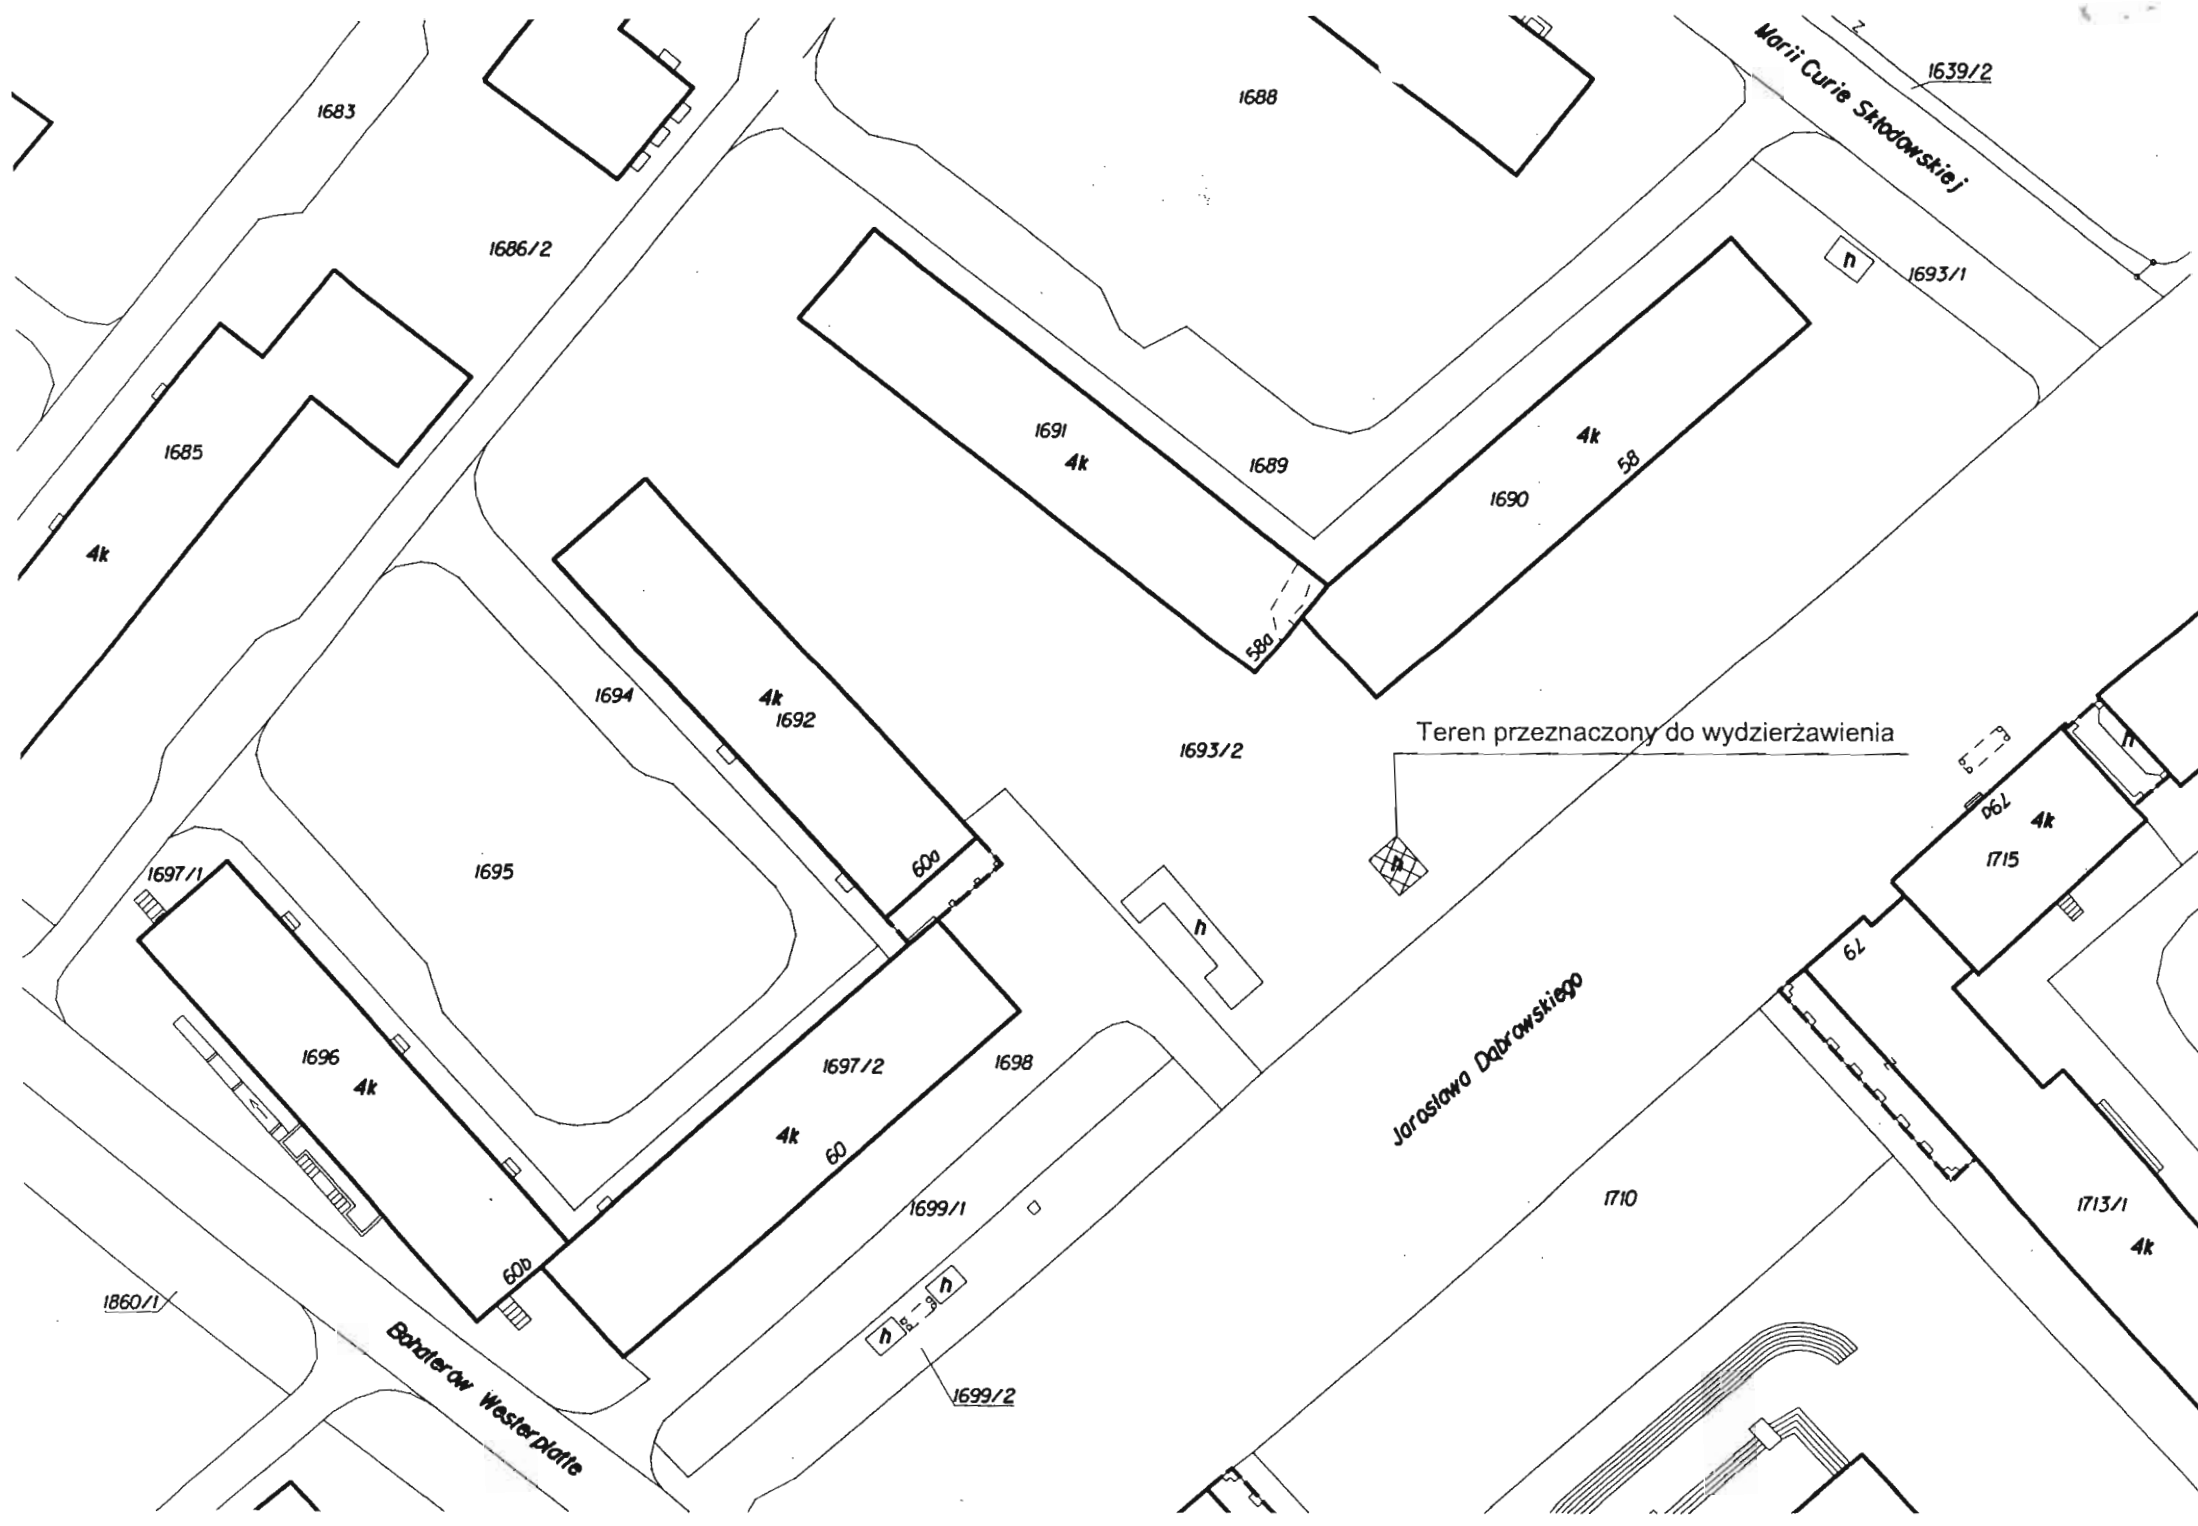 z
Marii Curie Skłodowskiej
1639/2
1683
1688
1686/2
n
1693/1
1691
4k
1685
4k
1689
4k
58
1690
4k
58a
1694
4k
1692
1693/2
Teren przeznaczony do wydzierżawienia
n
79a
4k
1715
n
60a
1697/1
1695
n
79
Jarosława Dąbrowskiego
1696
4k
1697/2
1698
4k
60
1699/1
1710
1713/1
4k
60b
n
n
1860/1
Bohaterów Westerplatte
1699/2